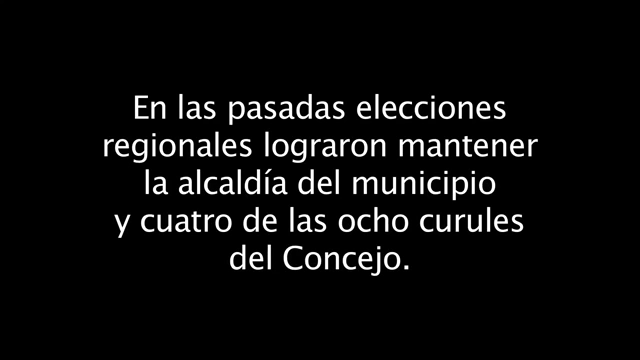 En las pasadas elecciones
regionales lograron mantener
la alcaldía del municipio
y cuatro de las ocho curules
del Concejo.